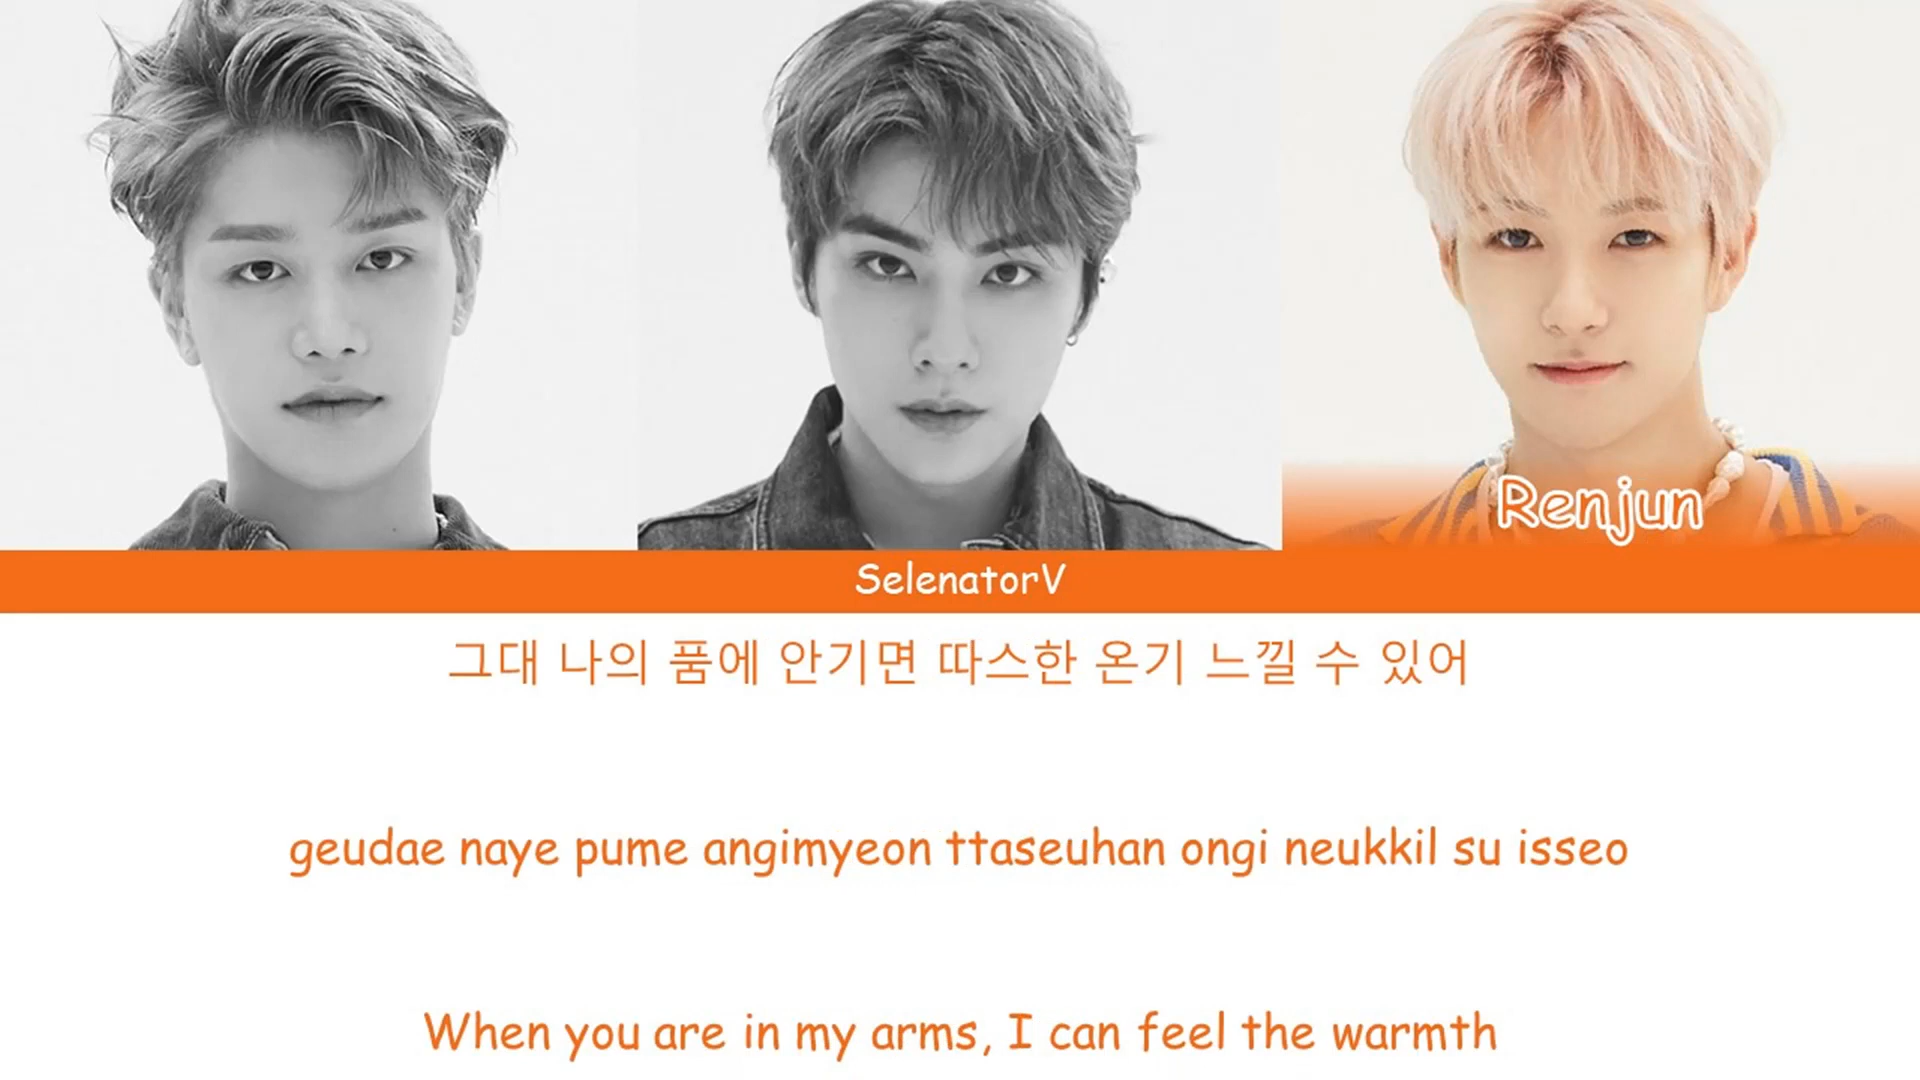 Renjun
SelenatorV
그대 나의 품에 안기면 따스한 온기 느낄 수 있어
geudae naye pume angimyeon ttaseuhan ongi neukkil su isseo
When you are in my arms, I can feel the warmth